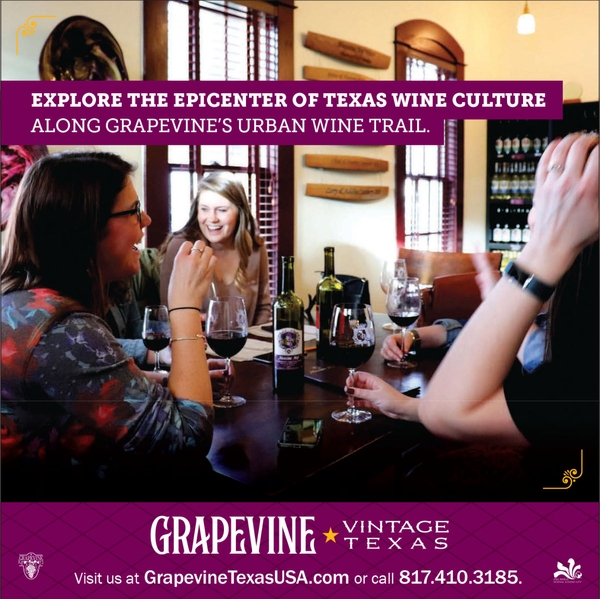 EXPLORE THE EPICENTER OF TEXAS WINE CULTURE
ALONG GRAPEVINE'S URBAN WINE TRAIL.
GRAPEVINE VINTAGE
TEXAS
GRAPEVINE
Visit us at GrapevineTexasUSA.com or call 817.410.3185.